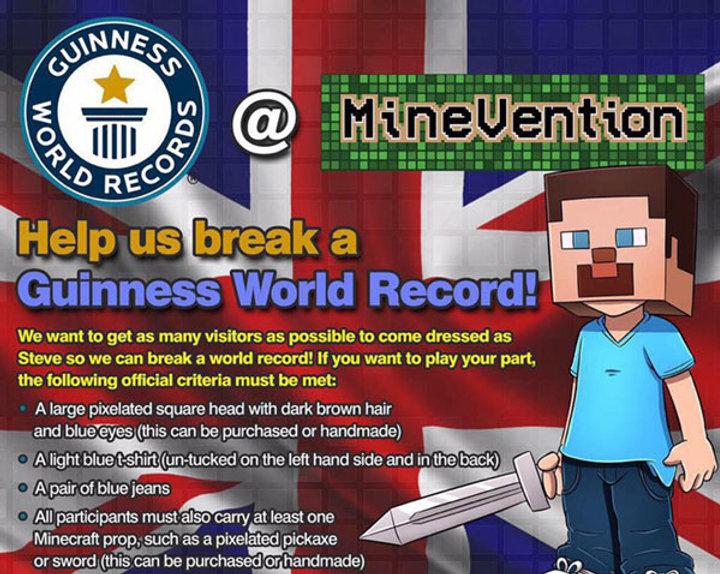 GUINNESS
WORLD RECORDS
®
@
MineVention
Help us break a
Guinness World Record!
We want to get as many visitors as possible to come dressed as
Steve so we can break a world record! If you want to play your part,
the following official criteria must be met:
• A large pixelated square head with dark brown hair
and blue eyes (this can be purchased or handmade)
• A light blue t-shirt (un-tucked on the left hand side and in the back)
• A pair of blue jeans
• All participants must also carry at least one
Minecraft prop, such as a pixelated pickaxe
or sword (this can be purchased or handmade)